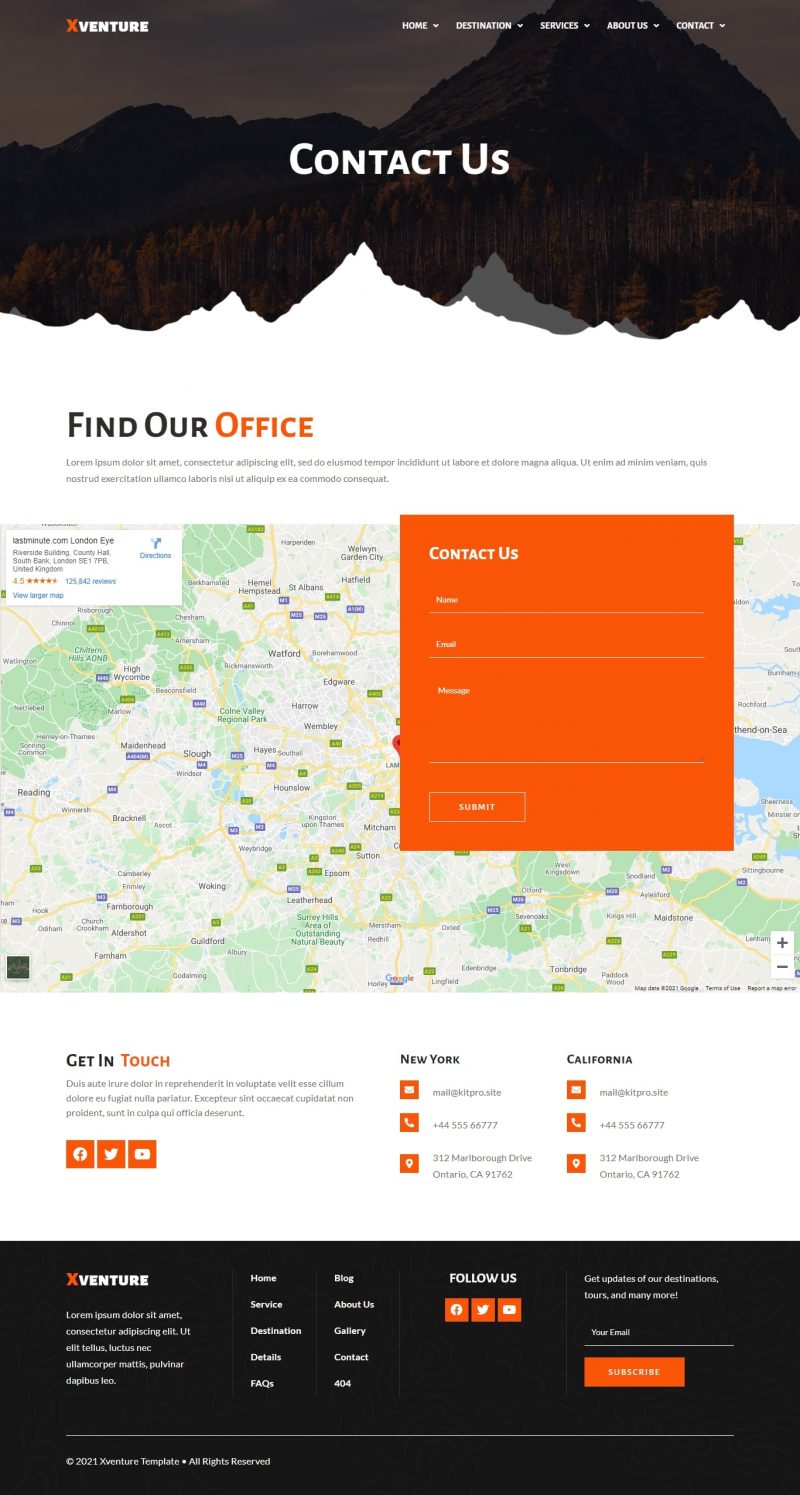 XVENTURE
HOME DESTINATION SERVICES ABOUT US CONTACT
Contact Us
Find Our Office
Lorem ipsum dolor sit amet, consectetur adipiscing elit, sed do eiusmod tempor incididunt ut labore et dolore magna aliqua. Ut enim ad minim veniam, quis
nostrud exercitation ullamco laboris nisi ut aliquip ex ea commodo consequat.
lastminute.com London Eye
Riverside Building, County Hall,
South Bank, London SE1 7PB,
United Kingdom
4.5 ★★★★★ 125,842 reviews
View larger map
Directions
Harpenden
Welwyn
Garden City
Berkhamsted
Hemel
Hempstead
St Albans
Hatfield
Risborough
Chinnor
Chesham
Amersham
Watlington
Chiltern
Hills AONB
High
Wycombe
Beaconsfield
Rickmansworth
Watford
Borehamwood
Edgware
Nettlebed
Marlow
Colne Valley
Regional Park
Harrow
Wembley
Henley-on-Thames
Sonning
Common
Maidenhead
Slough
Hayes
Southall
Windsor
Hounslow
Reading
Winnersh
Bracknell
Ascot
Kingston
upon Thames
Mitcham
Weybridge
Sutton
Epsom
Camberley
Frimley
Woking
Leatherhead
Hook
Odiham
Farnborough
Church
Crookham
Aldershot
Guildford
Surrey Hills
Area of
Outstanding
Natural Beauty
Merstham
Redhill
Farnham
Albury
Godalming
Horley
Lingfield
Edenbridge
Oxted
Sevenoaks
Otford
West
Kingsdown
Snodland
Aylesford
Kings Hill
Maidstone
Sittingbourne
Lenham
Tonbridge
Paddock
Wood
Rochford
Sheerness
Minster on
Contact Us
Name
Email
Message
SUBMIT
Google
Map data ©2021 Google Terms of Use Report a map error
Get In Touch
Duis aute irure dolor in reprehenderit in voluptate velit esse cillum
dolore eu fugiat nulla pariatur. Excepteur sint occaecat cupidatat non
proident, sunt in culpa qui officia deserunt.
New York
mail@kitpro.site
+44 555 66777
312 Marlborough Drive
Ontario, CA 91762
California
mail@kitpro.site
+44 555 66777
312 Marlborough Drive
Ontario, CA 91762
XVENTURE
Lorem ipsum dolor sit amet,
consectetur adipiscing elit. Ut
elit tellus, luctus nec
ullamcorper mattis, pulvinar
dapibus leo.
Home
Service
Destination
Details
FAQs
Blog
About Us
Gallery
Contact
404
FOLLOW US
Get updates of our destinations,
tours, and many more!
Your Email
SUBSCRIBE
© 2021 Xventure Template • All Rights Reserved